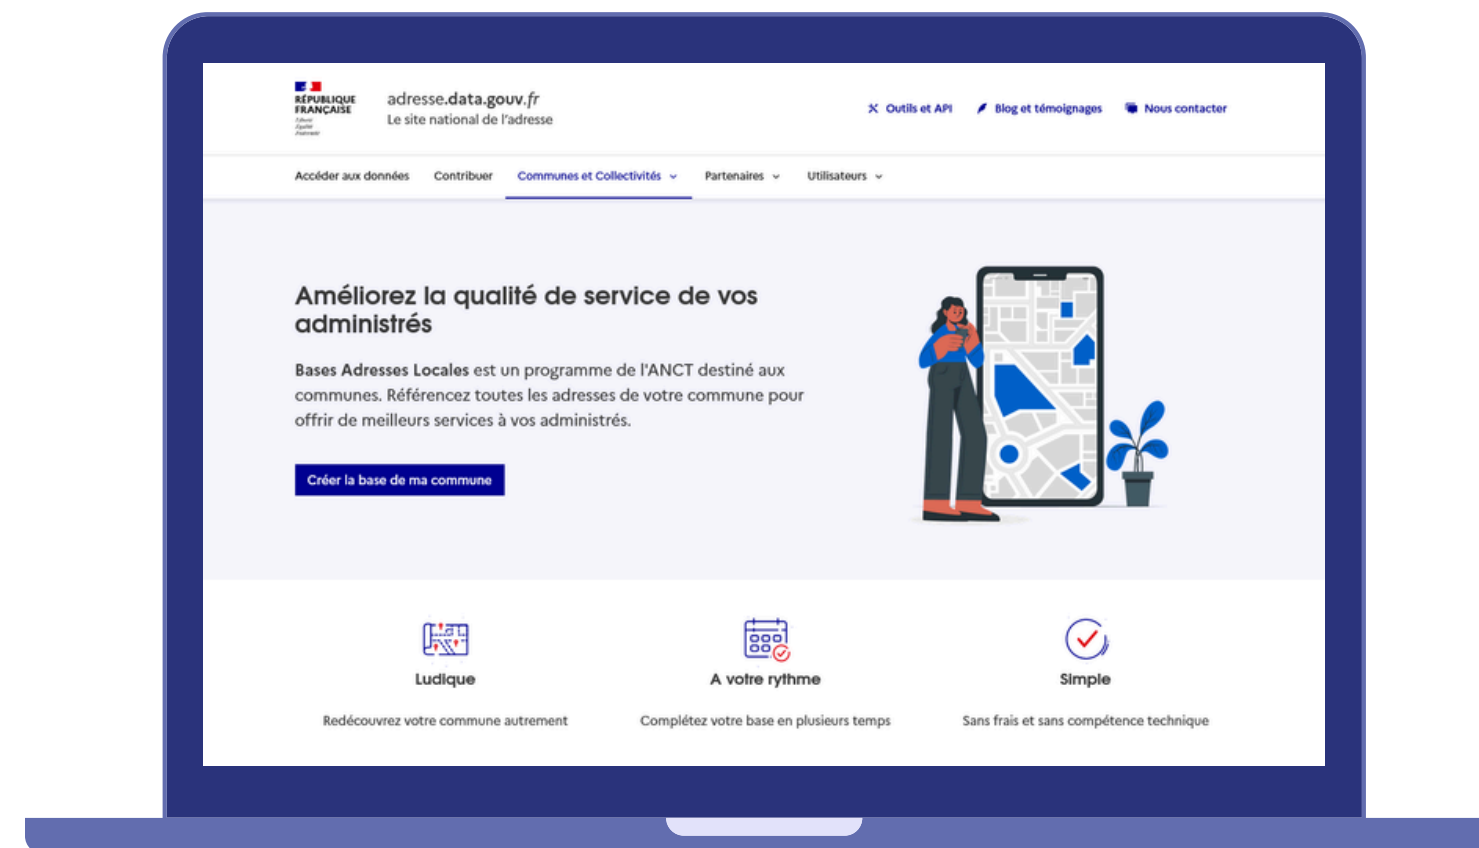 RÉPUBLIQUE
FRANÇAISE
Liberté
Égalité
Fraternité
adresse.data.gouv.fr
Le site national de l'adresse
Outils et API
Blog et témoignages
Nous contacter
Accéder aux données
Contribuer
Communes et Collectivités
Partenaires
Utilisateurs
Améliorez la qualité de service de vos
administrés
Bases Adresses Locales est un programme de l'ANCT destiné aux
communes. Référencez toutes les adresses de votre commune pour
offrir de meilleurs services à vos administrés.
Créer la base de ma commune
Ludique
Redécouvrez votre commune autrement
A votre rythme
Complétez votre base en plusieurs temps
Simple
Sans frais et sans compétence technique